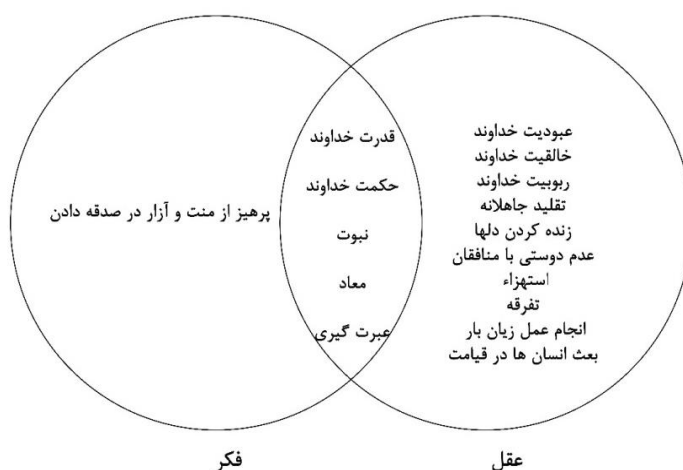 عبودیت خداوند
خالقیت خداوند
ربوبیت خداوند
تقلید جاهلانه
زنده کردن دلها
عدم دوستی با منافقان
استهزاء
تفرقه
انجام عمل زیان بار
بعث انسان ها در قیامت
قدرت خداوند
حکمت خداوند
نبوت
معاد
عبرت گیری
پرهیز از منت و آزار در صدقه دادن
عقل
فکر